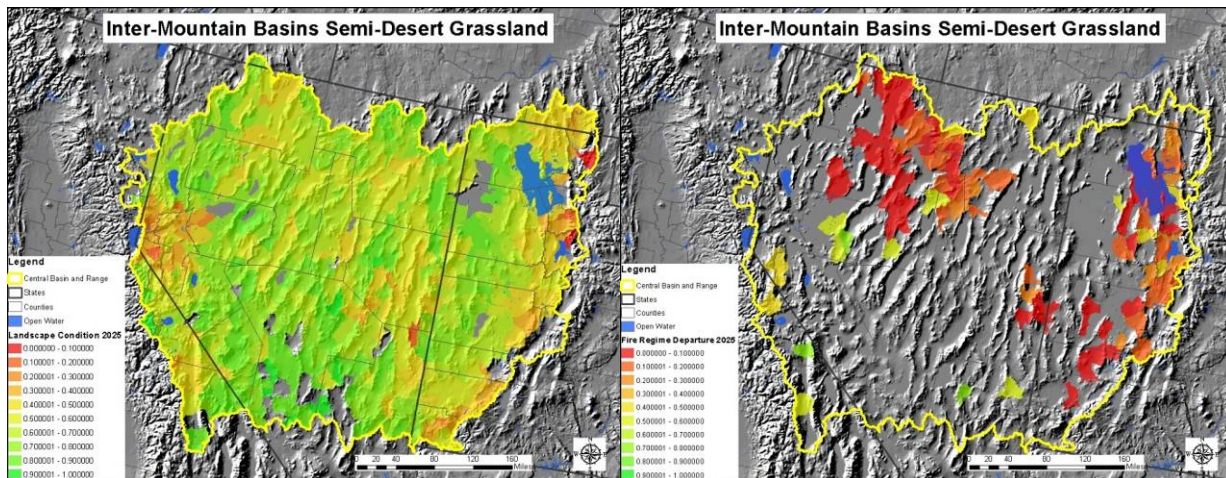 Inter-Mountain Basins Semi-Desert Grassland
Legend
Central Basin and Range
States
Counties
Open Water
Landscape Condition 2025
0.000000 - 0.100000
0.100001 - 0.200000
0.200001 - 0.300000
0.300001 - 0.400000
0.400001 - 0.500000
0.500001 - 0.600000
0.600001 - 0.700000
0.700001 - 0.800000
0.800001 - 0.900000
0.900001 - 1.000000
0 20 40 80 120 160
Miles
Inter-Mountain Basins Semi-Desert Grassland
Legend
Central Basin and Range
States
Counties
Open Water
Fire Regime Departure 2025
0.000000 - 0.100000
0.100001 - 0.200000
0.200001 - 0.300000
0.300001 - 0.400000
0.400001 - 0.500000
0.500001 - 0.600000
0.600001 - 0.700000
0.700001 - 0.800000
0.800001 - 0.900000
0.900001 - 1.000000
0 20 40 80 120 160
Miles